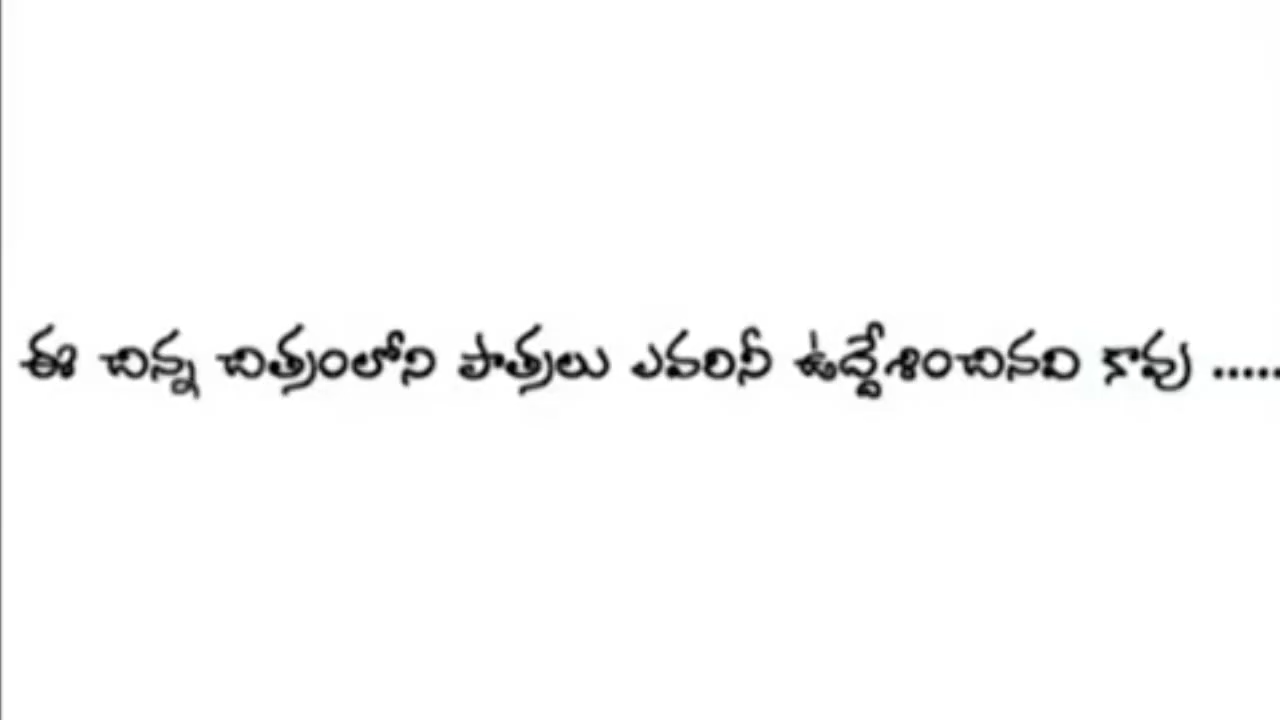 ఈ చిన్న చిత్రంలోని పాత్రలు ఎవరినీ ఉద్దేశించినవి కావు .....